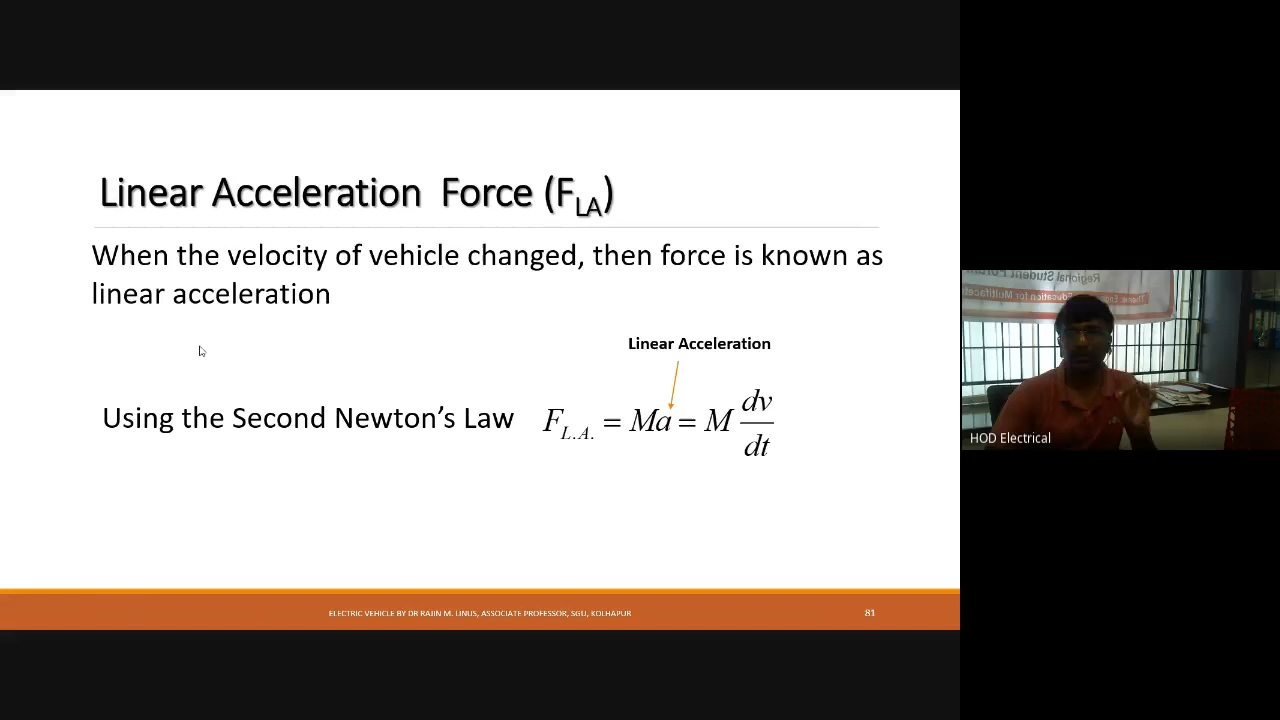 Linear Acceleration Force (F_LA)
When the velocity of vehicle changed, then force is known as
linear acceleration
Linear Acceleration
Using the Second Newton's Law F_L.A. = Ma = M dv/dt
ELECTRIC VEHICLE BY DR RAJIN M. LINUS, ASSOCIATE PROFESSOR, SGU, KOLHAPUR 81
Regional Student
HOD Electrical